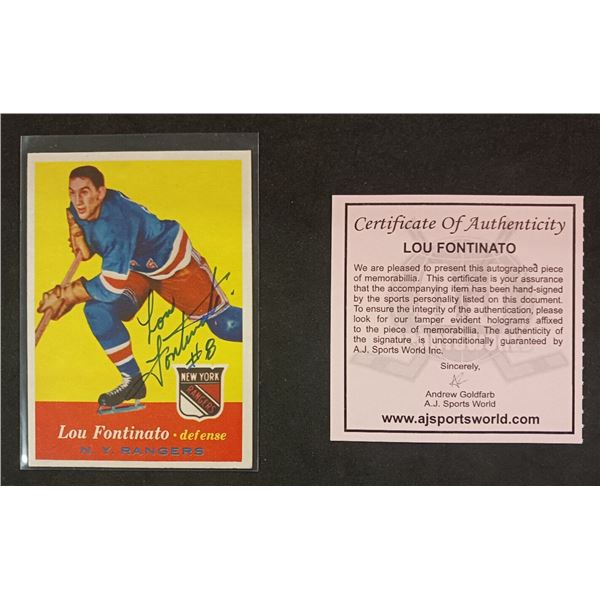 Lou
Fontinato
#8
NEW YORK
RANGERS
Lou Fontinato • defense
N. Y. RANGERS
Certificate Of Authenticity
LOU FONTINATO
We are pleased to present this autographed piece
of memorabillia. This certificate is your assurance
that the accompanying item has been hand-signed
by the sports personality listed on this document.
To ensure the integrity of the authentication, please
look for our tamper evident holograms affixed
to the piece of memorabillia. The authenticity of
the signature is unconditionally guaranteed by
A.J. Sports World Inc.
Sincerely,
Andrew Goldfarb
A.J. Sports World
www.ajsportsworld.com